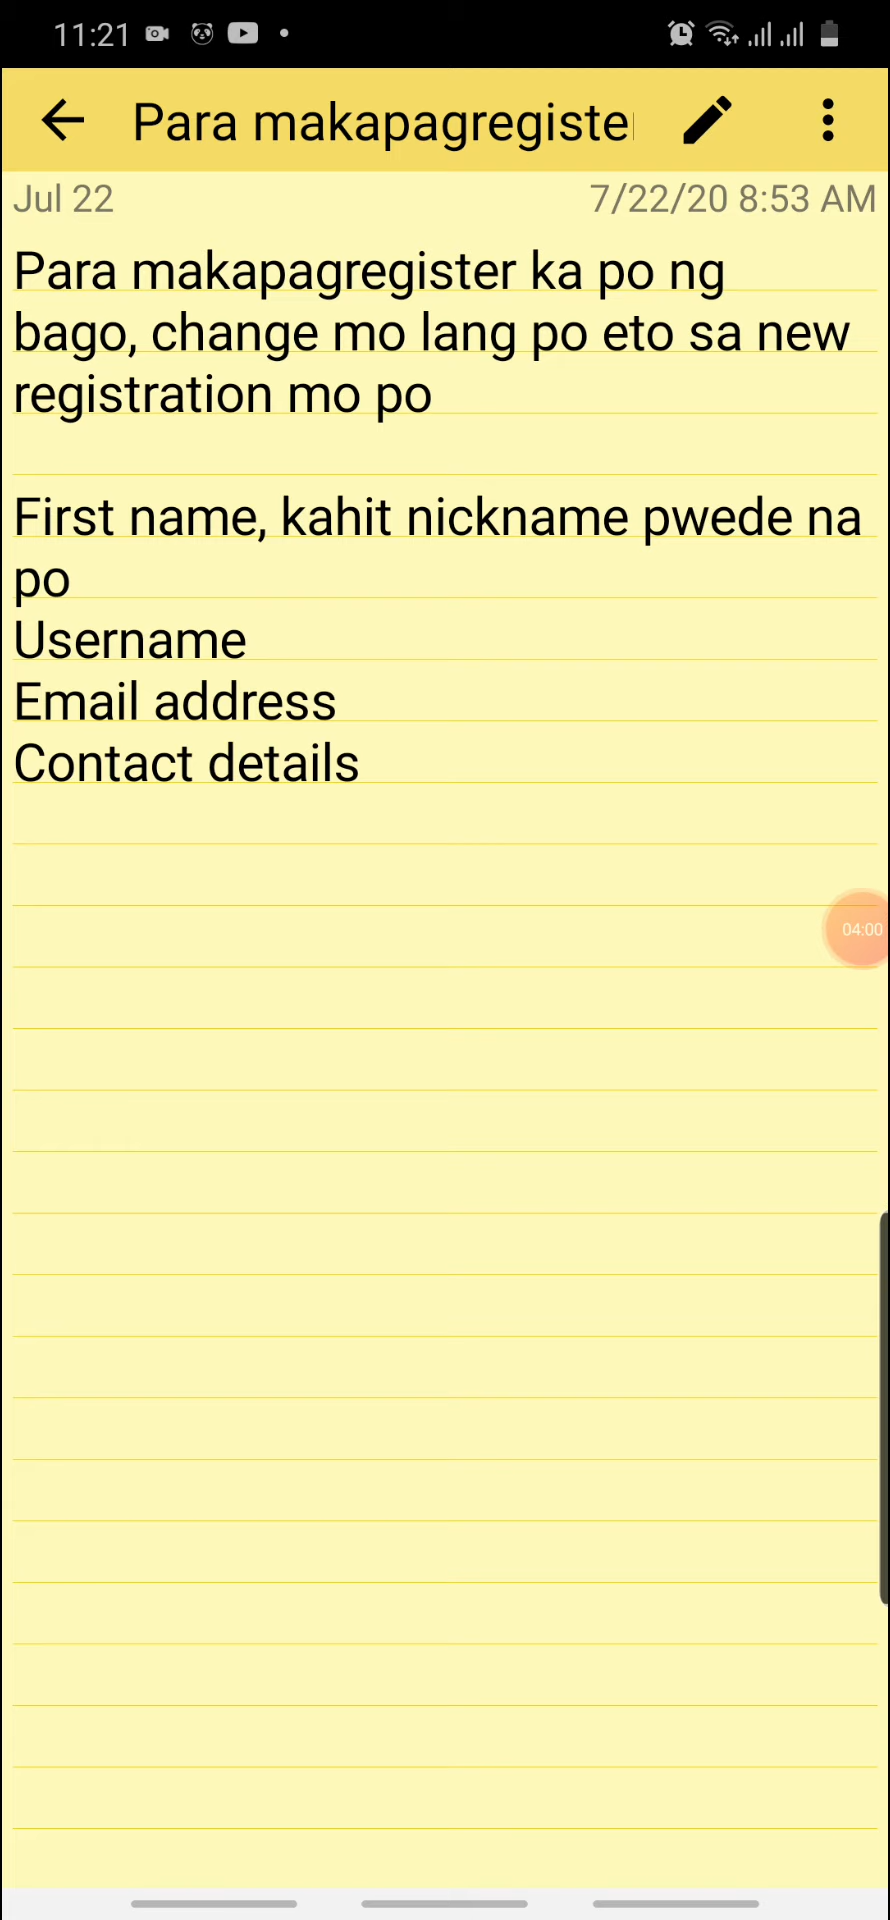 11:21
Para makapagregiste
Jul 22
7/22/20 8:53 AM
Para makapagregister ka po ng
bago, change mo lang po eto sa new
registration mo po
First name, kahit nickname pwede na
po
Username
Email address
Contact details
04:00